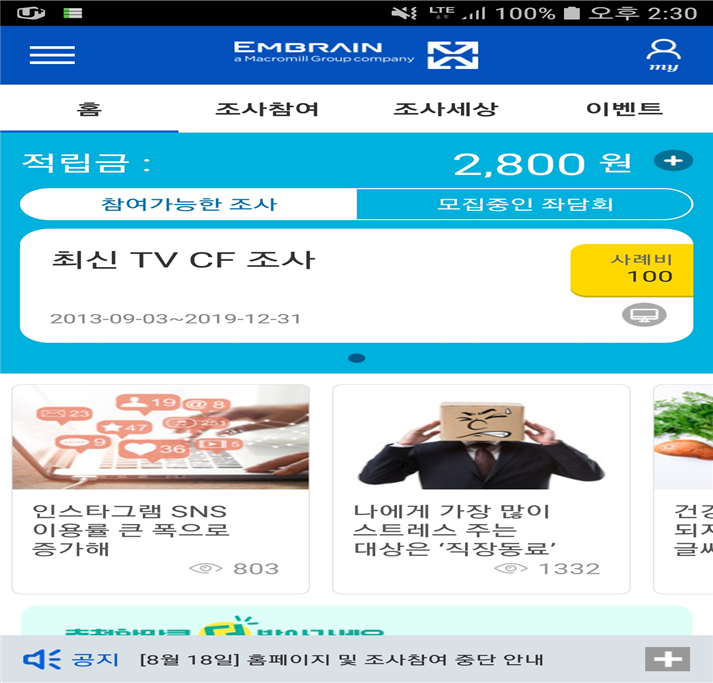 LTE 100% 오후 2:30
EMBRAIN
a Macromill Group company
my
홈 조사참여 조사세상 이벤트
적립금 : 2,800 원
참여가능한 조사 모집중인 좌담회
최신 TV CF 조사
사례비
100
2013-09-03~2019-12-31
23 19 @ 8
47 251
9 36 5
인스타그램 SNS
이용률 큰 폭으로
증가해
803
나에게 가장 많이
스트레스 주는
대상은 '직장동료'
1332
건강
되지
글쎄
공지 [8월 18일] 홈페이지 및 조사참여 중단 안내